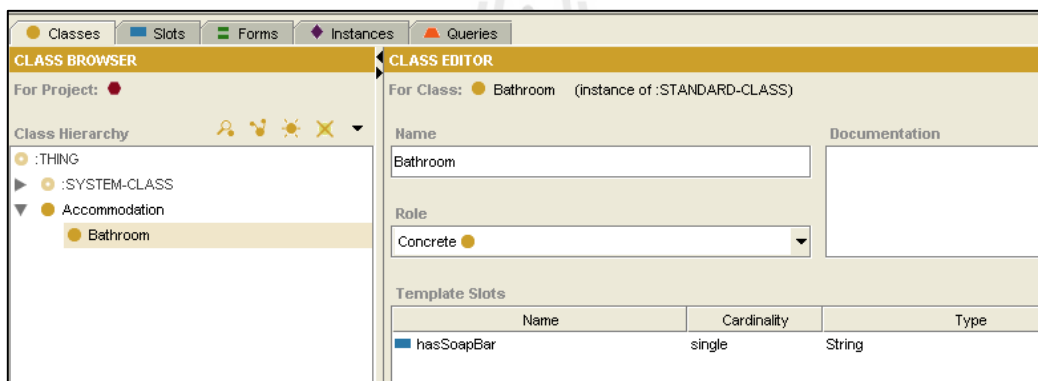 Classes Slots Forms Instances Queries
CLASS BROWSER
For Project:
Class Hierarchy
:THING
:SYSTEM-CLASS
Accommodation
Bathroom
CLASS EDITOR
For Class: Bathroom (instance of :STANDARD-CLASS)
Name Documentation
Bathroom
Role
Concrete
Template Slots
Name Cardinality Type
hasSoapBar single String